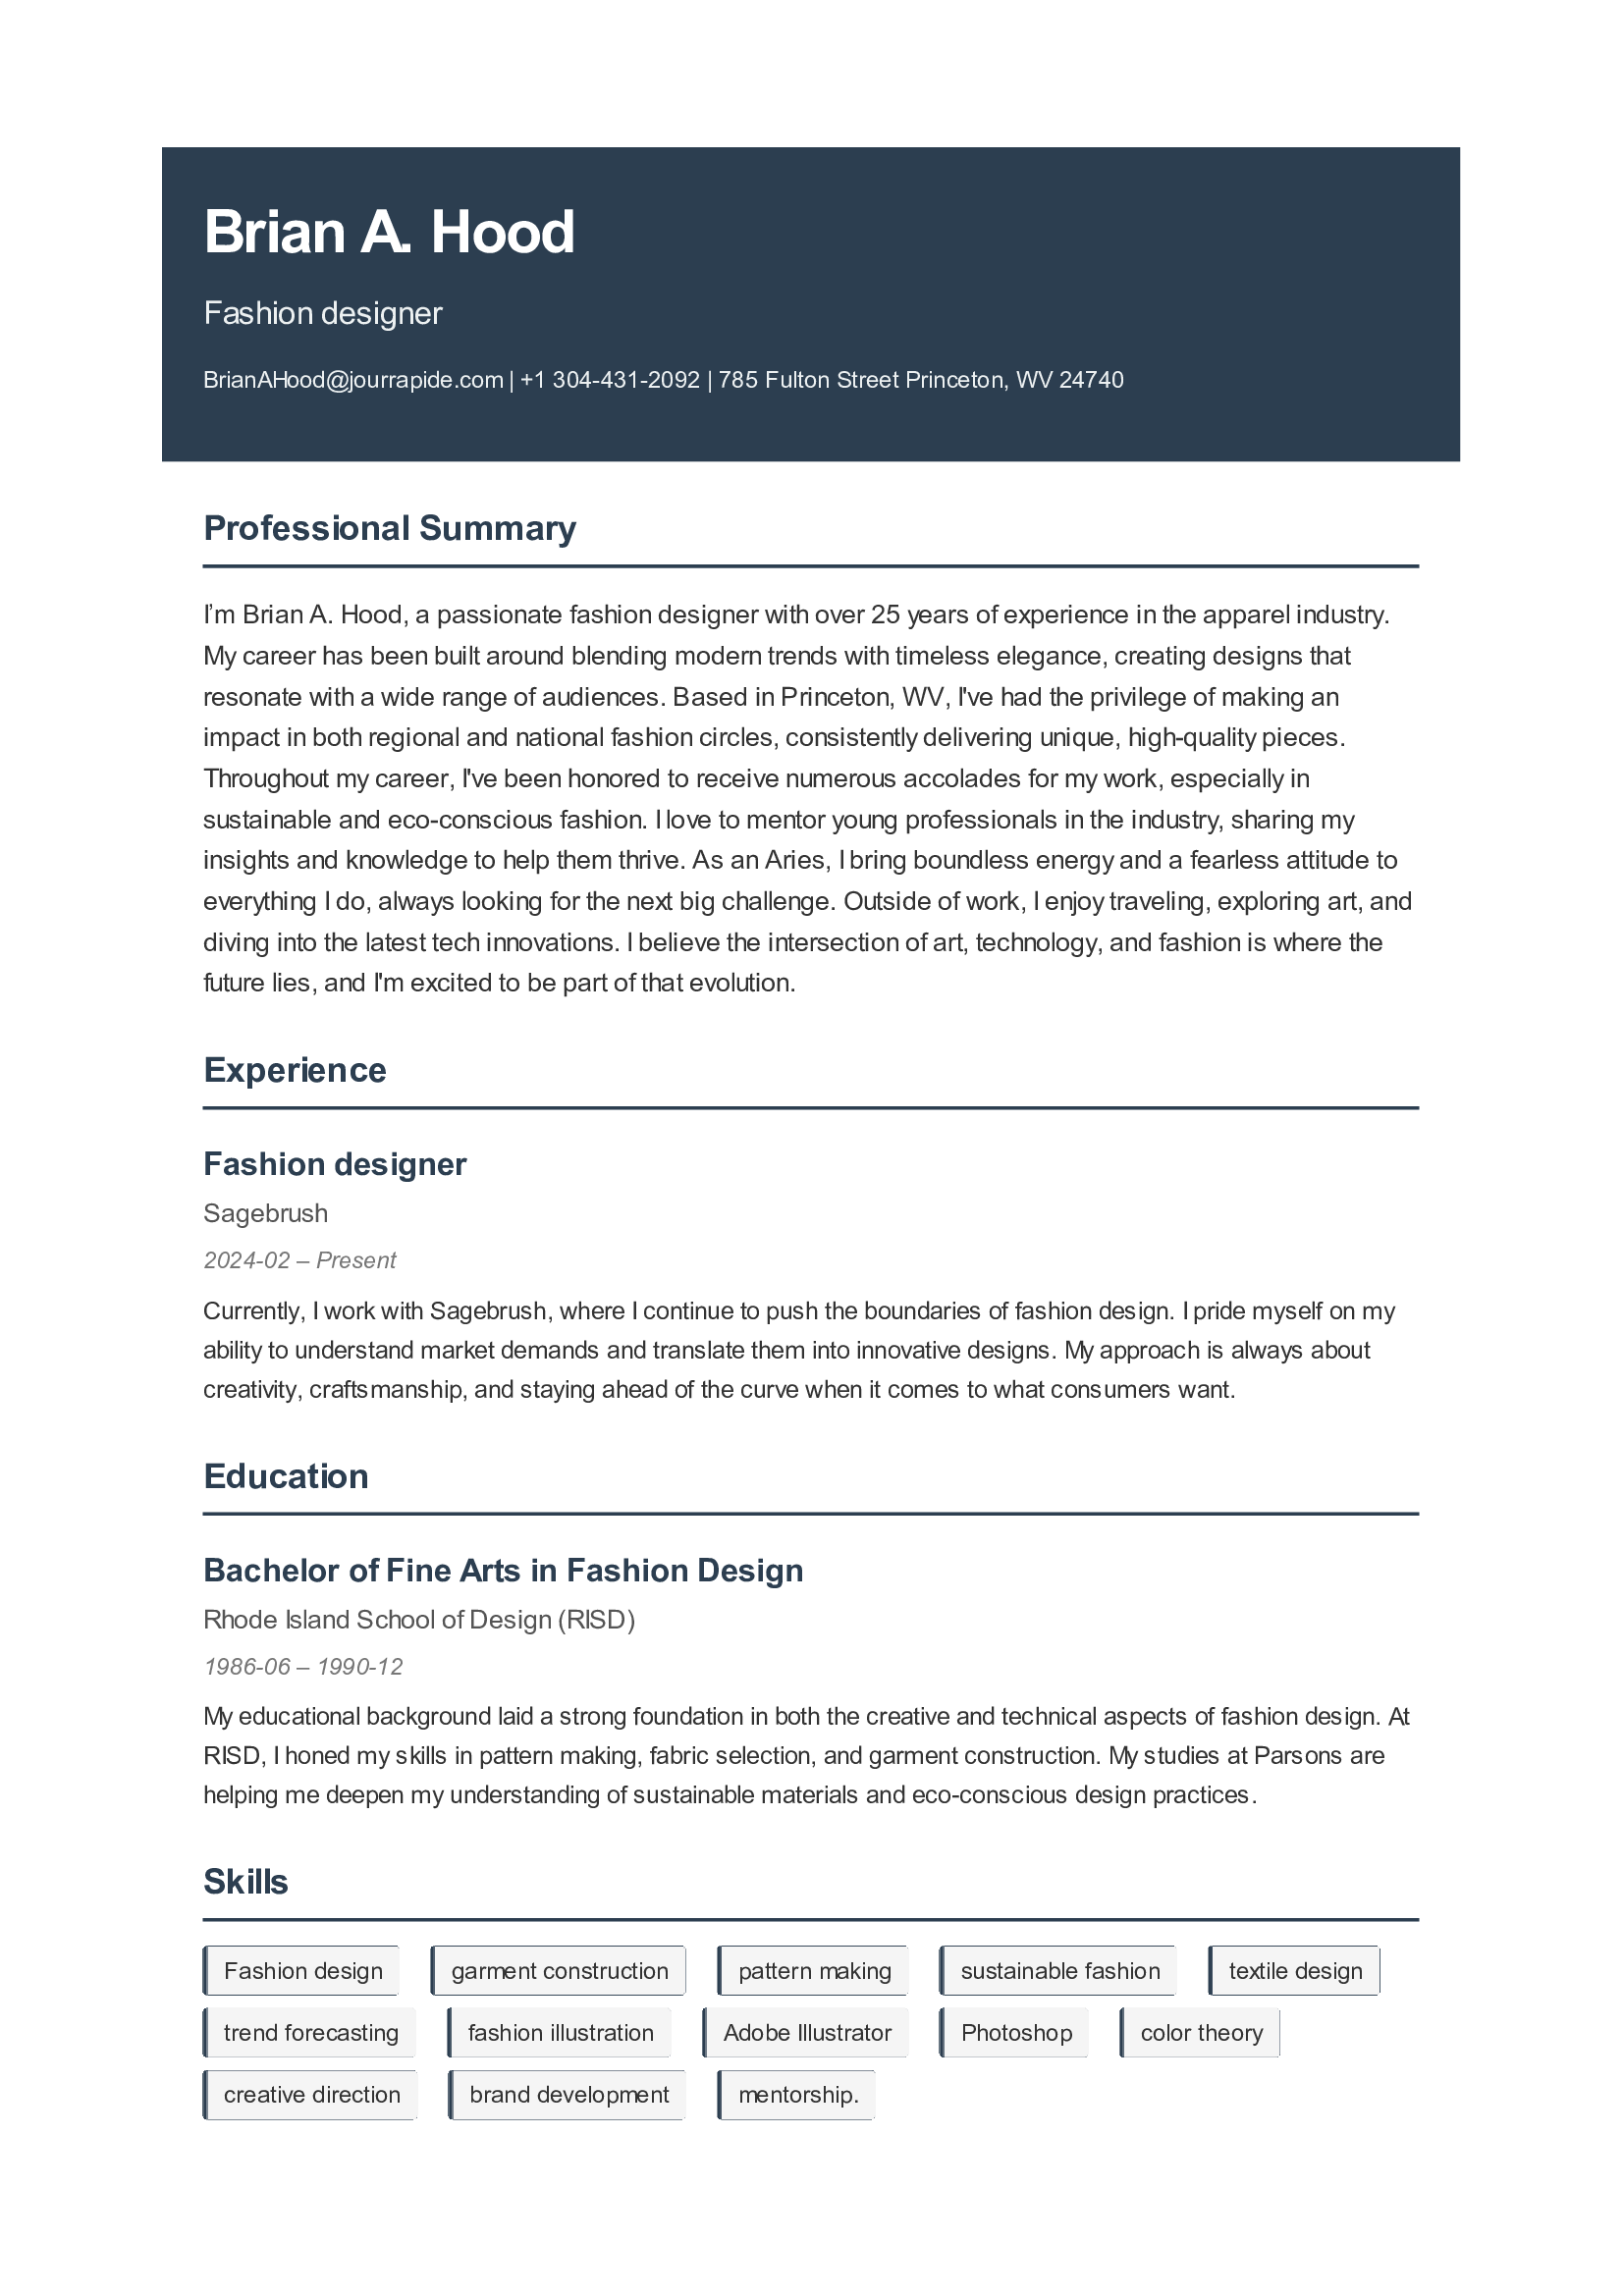 Brian A. Hood
Fashion designer
BrianAHood@jourrapide.com | +1 304-431-2092 | 785 Fulton Street Princeton, WV 24740
Professional Summary
I'm Brian A. Hood, a passionate fashion designer with over 25 years of experience in the apparel industry.
My career has been built around blending modern trends with timeless elegance, creating designs that
resonate with a wide range of audiences. Based in Princeton, WV, I've had the privilege of making an
impact in both regional and national fashion circles, consistently delivering unique, high-quality pieces.
Throughout my career, I've been honored to receive numerous accolades for my work, especially in
sustainable and eco-conscious fashion. I love to mentor young professionals in the industry, sharing my
insights and knowledge to help them thrive. As an Aries, I bring boundless energy and a fearless attitude to
everything I do, always looking for the next big challenge. Outside of work, I enjoy traveling, exploring art, and
diving into the latest tech innovations. I believe the intersection of art, technology, and fashion is where the
future lies, and I'm excited to be part of that evolution.
Experience
Fashion designer
Sagebrush
2024-02 – Present
Currently, I work with Sagebrush, where I continue to push the boundaries of fashion design. I pride myself on my
ability to understand market demands and translate them into innovative designs. My approach is always about
creativity, craftsmanship, and staying ahead of the curve when it comes to what consumers want.
Education
Bachelor of Fine Arts in Fashion Design
Rhode Island School of Design (RISD)
1986-06 – 1990-12
My educational background laid a strong foundation in both the creative and technical aspects of fashion design. At
RISD, I honed my skills in pattern making, fabric selection, and garment construction. My studies at Parsons are
helping me deepen my understanding of sustainable materials and eco-conscious design practices.
Skills
Fashion design garment construction pattern making sustainable fashion textile design
trend forecasting fashion illustration Adobe Illustrator Photoshop color theory
creative direction brand development mentorship.